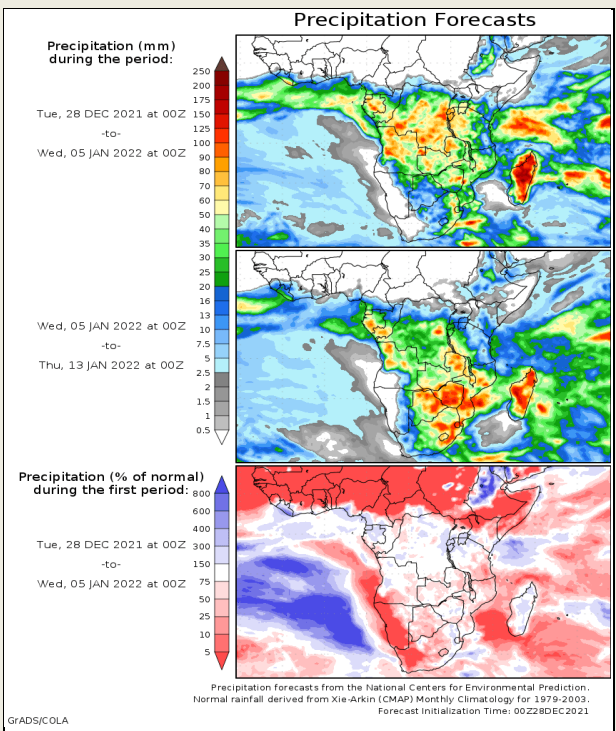 Precipitation Forecasts
Precipitation (mm)
during the period:
Tue, 28 DEC 2021 at 00Z
-to-
Wed, 05 JAN 2022 at 00Z
250
200
175
150
125
100
90
80
70
60
50
40
35
30
25
20
16
13
10
7.5
5
2.5
2
1.5
1
0.5
Wed, 05 JAN 2022 at 00Z
-to-
Thu, 13 JAN 2022 at 00Z
Precipitation (% of normal)
during the first period:
Tue, 28 DEC 2021 at 00Z
-to-
Wed, 05 JAN 2022 at 00Z
800
600
400
300
150
75
50
25
10
5
Precipitation forecasts from the National Centers for Environmental Prediction.
Normal rainfall derived from Xie-Arkin (CMAP) Monthly Climatology for 1979-2003.
Forecast Initialization Time: 00Z28DEC2021
GrADS/COLA